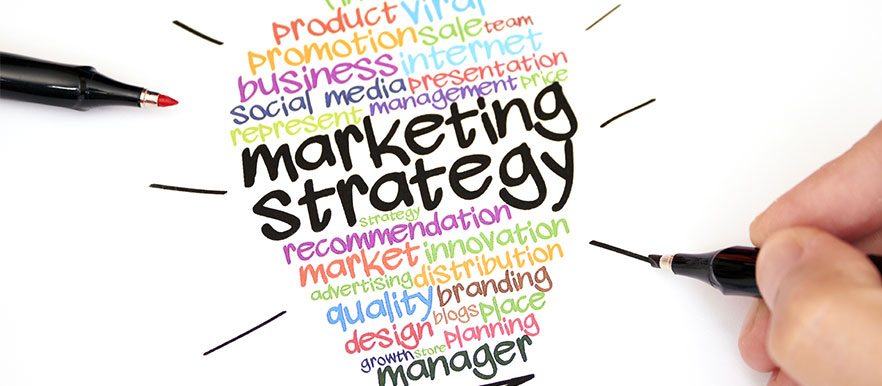 product viral
promotion sale team
business internet
social media presentation
represent management price
marketing
strategy
strategy
recommendation
market innovation
advertising distribution
quality branding
design blogs place
growth store planning
manager